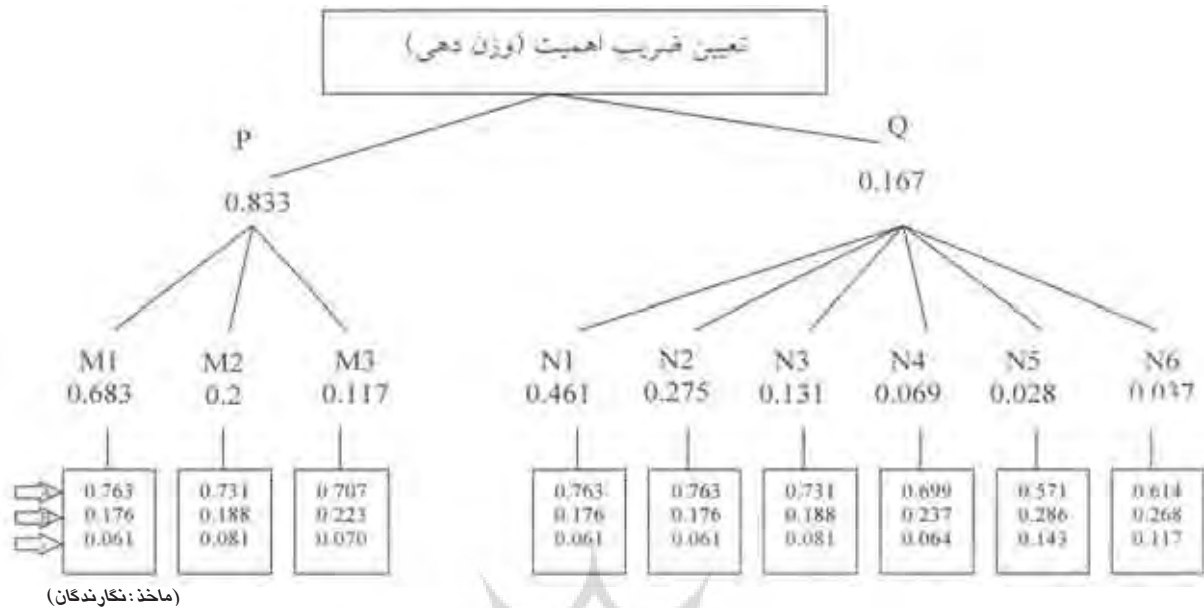 تعیین ضریب اهمیت (وزن دهی)
P Q
0.833 0.167
M1 M2 M3 N1 N2 N3 N4 N5 N6
0.683 0.2 0.117 0.461 0.275 0.131 0.069 0.028 0.037
0.763 0.731 0.707 0.763 0.763 0.731 0.699 0.571 0.614
0.176 0.188 0.223 0.176 0.176 0.188 0.237 0.286 0.268
0.061 0.081 0.070 0.061 0.061 0.081 0.064 0.143 0.117
(ماخذ: نگارندگان)